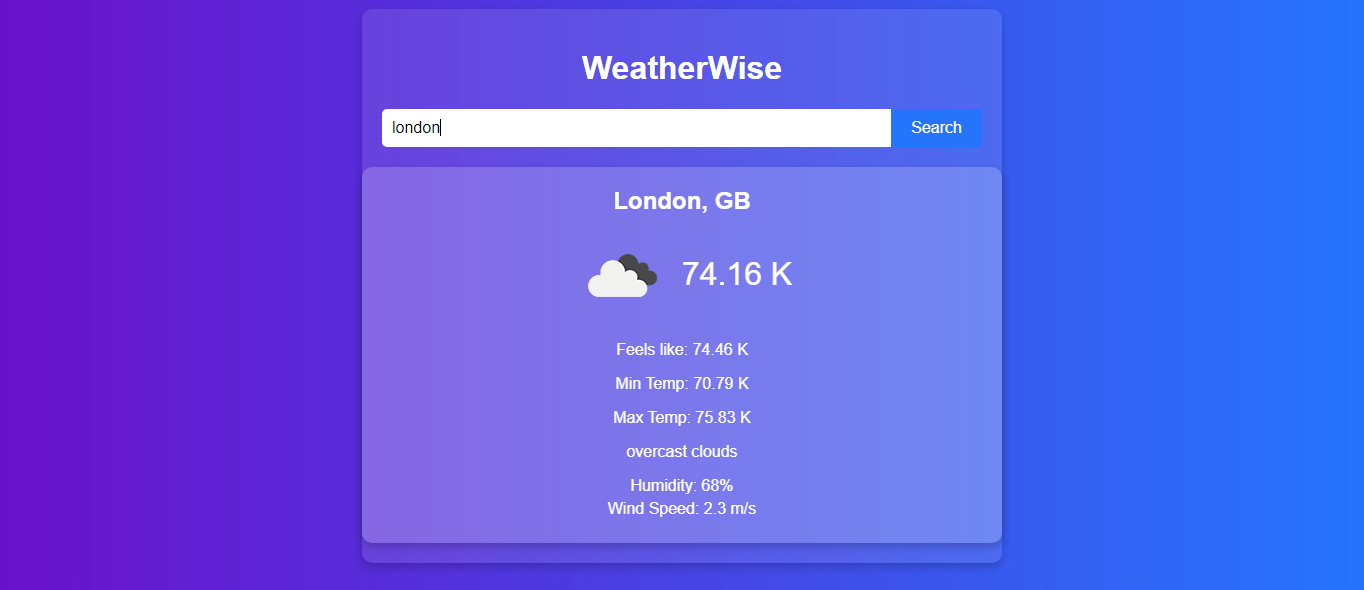 WeatherWise
london
Search
London, GB
74.16 K
Feels like: 74.46 K
Min Temp: 70.79 K
Max Temp: 75.83 K
overcast clouds
Humidity: 68%
Wind Speed: 2.3 m/s